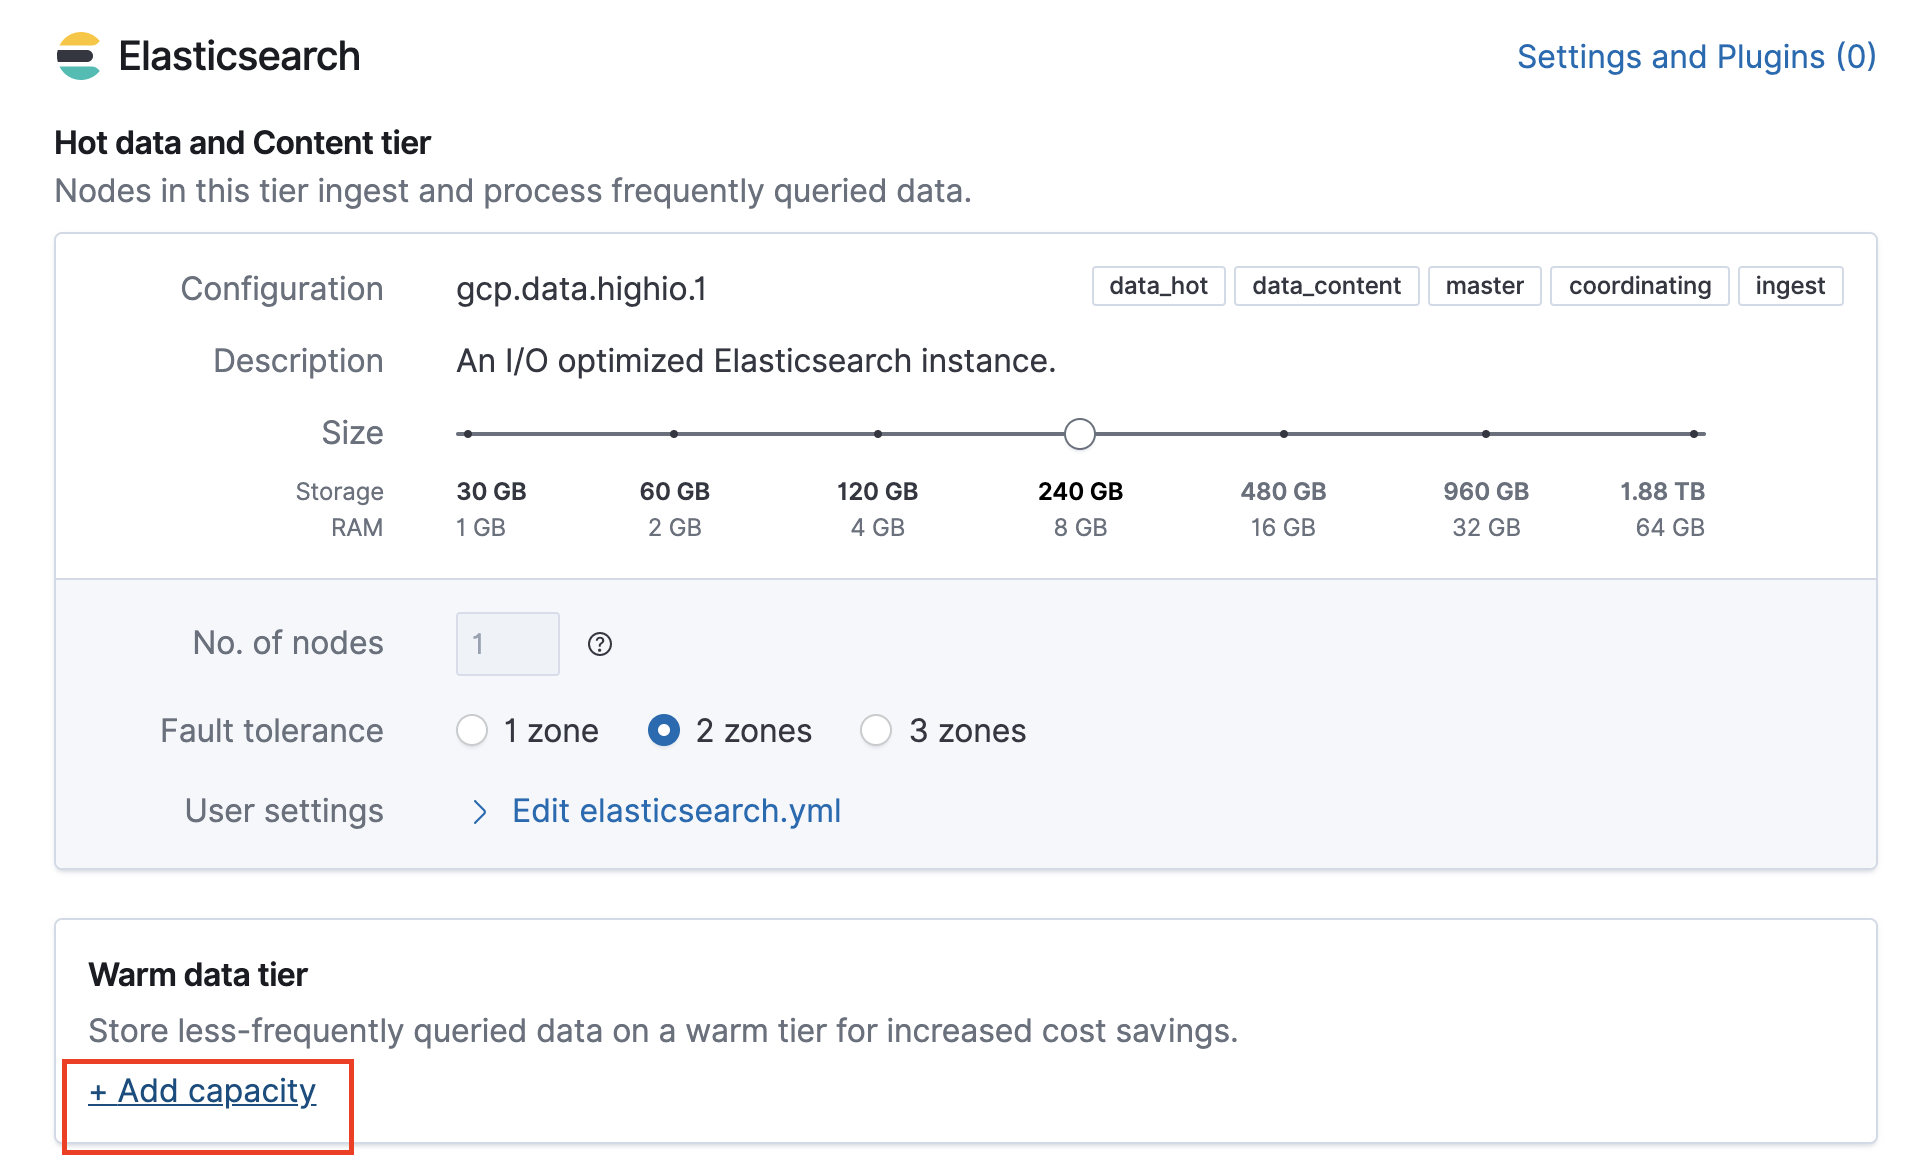 Elasticsearch
Settings and Plugins (0)
Hot data and Content tier
Nodes in this tier ingest and process frequently queried data.
Configuration gcp.data.highio.1 data_hot data_content master coordinating ingest
Description An I/O optimized Elasticsearch instance.
Size
Storage 30 GB 60 GB 120 GB 240 GB 480 GB 960 GB 1.88 TB
RAM 1 GB 2 GB 4 GB 8 GB 16 GB 32 GB 64 GB
No. of nodes 1 ?
Fault tolerance 1 zone 2 zones 3 zones
User settings > Edit elasticsearch.yml
Warm data tier
Store less-frequently queried data on a warm tier for increased cost savings.
+ Add capacity